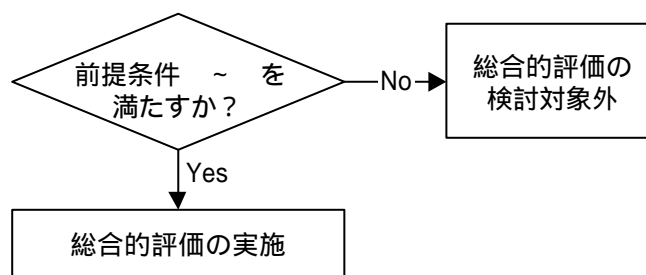 前提条件　~　を
満たすか？
No
総合的評価の
検討対象外
Yes
総合的評価の実施